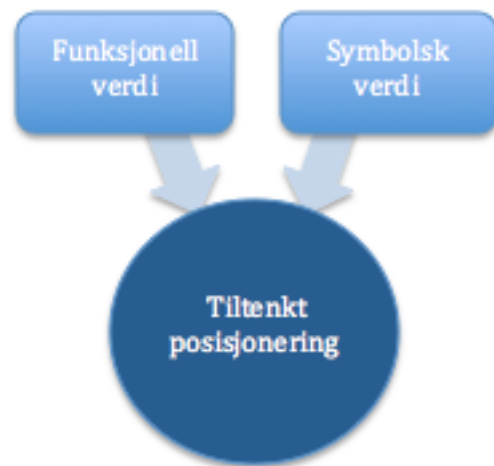 Funksjonell
verdi
Symbolsk
verdi
Tiltenkt
posisjonering